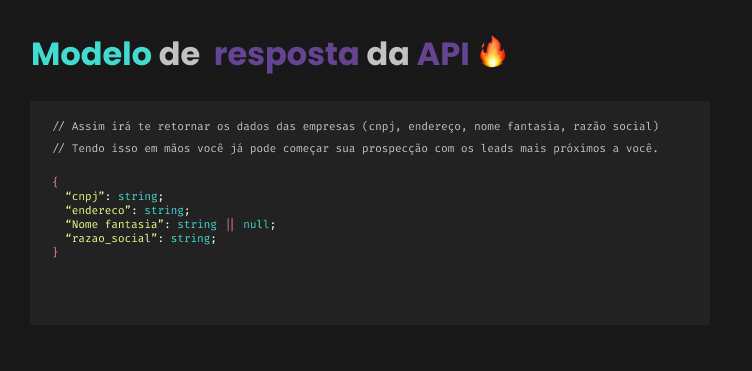 Modelo de resposta da API 🔥
// Assim irá te retornar os dados das empresas (cnpj, endereço, nome fantasia, razão social)
// Tendo isso em mãos você já pode começar sua prospecção com os leads mais próximos a você.
{
“cnpj”: string;
“endereco”: string;
“Nome fantasia”: string || null;
“razao_social”: string;
}